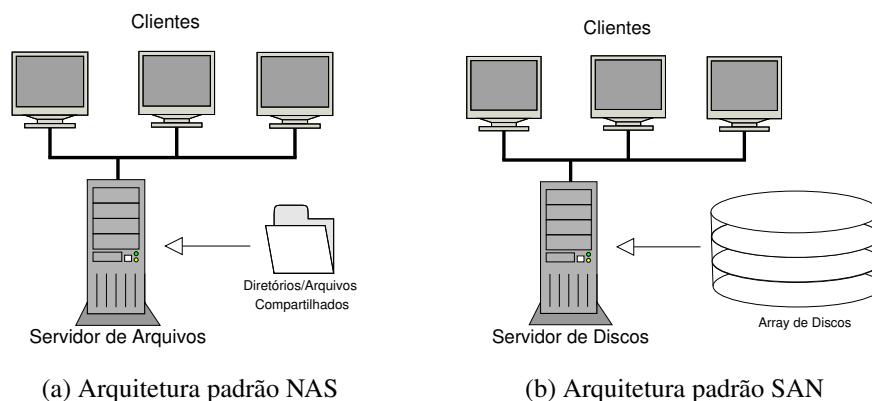 Clientes
Diretórios/Arquivos
Compartilhados
Servidor de Arquivos
(a) Arquitetura padrão NAS
Clientes
Array de Discos
Servidor de Discos
(b) Arquitetura padrão SAN